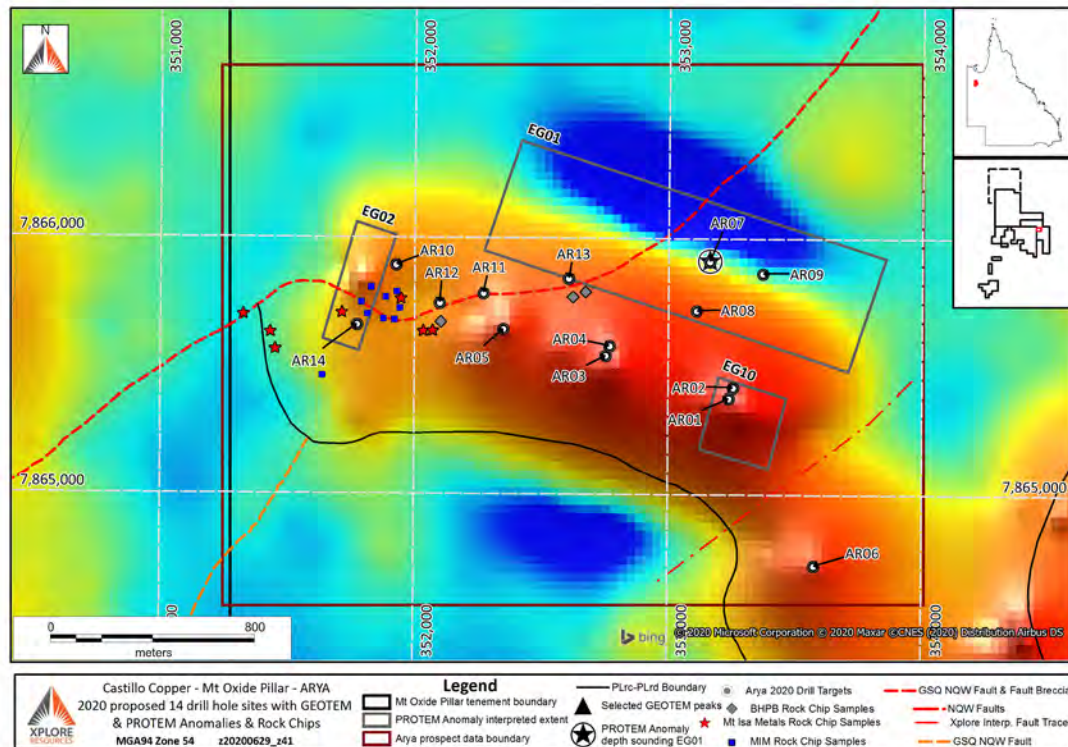 N
351,000
352,000
353,000
354,000
EG01
EG02
7,866,000
7,866,000
AR07
AR10
AR13
AR09
AR12
AR11
AR08
AR04
AR14
AR05
AR03
AR02
EG10
AR01
7,865,000
7,865,000
AR06
352,000
0 800
meters
bing © 2020 Microsoft Corporation © 2020 Maxar ©CNES (2020) Distribution Airbus DS
XPLORE
RESOURCES
Castillo Copper - Mt Oxide Pillar - ARYA
2020 proposed 14 drill hole sites with GEOTEM
& PROTEM Anomalies & Rock Chips
MGA94 Zone 54 z20200629_z41
Legend
Mt Oxide Pillar tenement boundary
PROTEM Anomaly interpreted extent
Arya prospect data boundary
PLrc-PLrd Boundary
Selected GEOTEM peaks
PROTEM Anomaly
depth sounding EG01
Arya 2020 Drill Targets
BHPB Rock Chip Samples
Mt Isa Metals Rock Chip Samples
MIM Rock Chip Samples
GSQ NQW Fault & Fault Breccia
NQW Faults
Xplore Interp. Fault Trace
GSQ NQW Fault